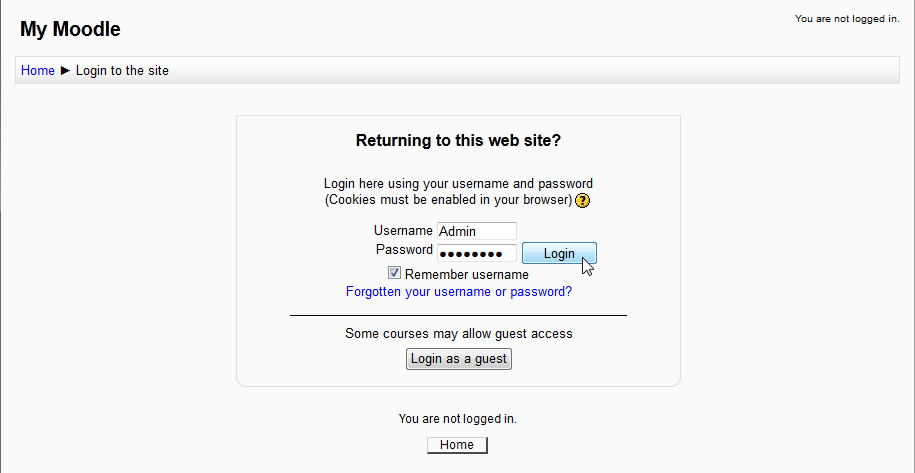 My Moodle
You are not logged in.
Home ► Login to the site
Returning to this web site?
Login here using your username and password
(Cookies must be enabled in your browser) ?
Username Admin
Password ●●●●●●●● Login
Remember username
Forgotten your username or password?
Some courses may allow guest access
Login as a guest
You are not logged in.
Home